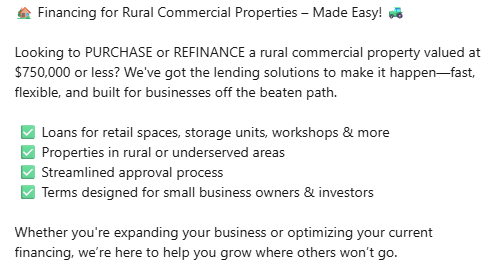 🏠 Financing for Rural Commercial Properties – Made Easy! 🚜
Looking to PURCHASE or REFINANCE a rural commercial property valued at
$750,000 or less? We've got the lending solutions to make it happen—fast,
flexible, and built for businesses off the beaten path.
✅ Loans for retail spaces, storage units, workshops & more
✅ Properties in rural or underserved areas
✅ Streamlined approval process
✅ Terms designed for small business owners & investors
Whether you're expanding your business or optimizing your current
financing, we're here to help you grow where others won't go.